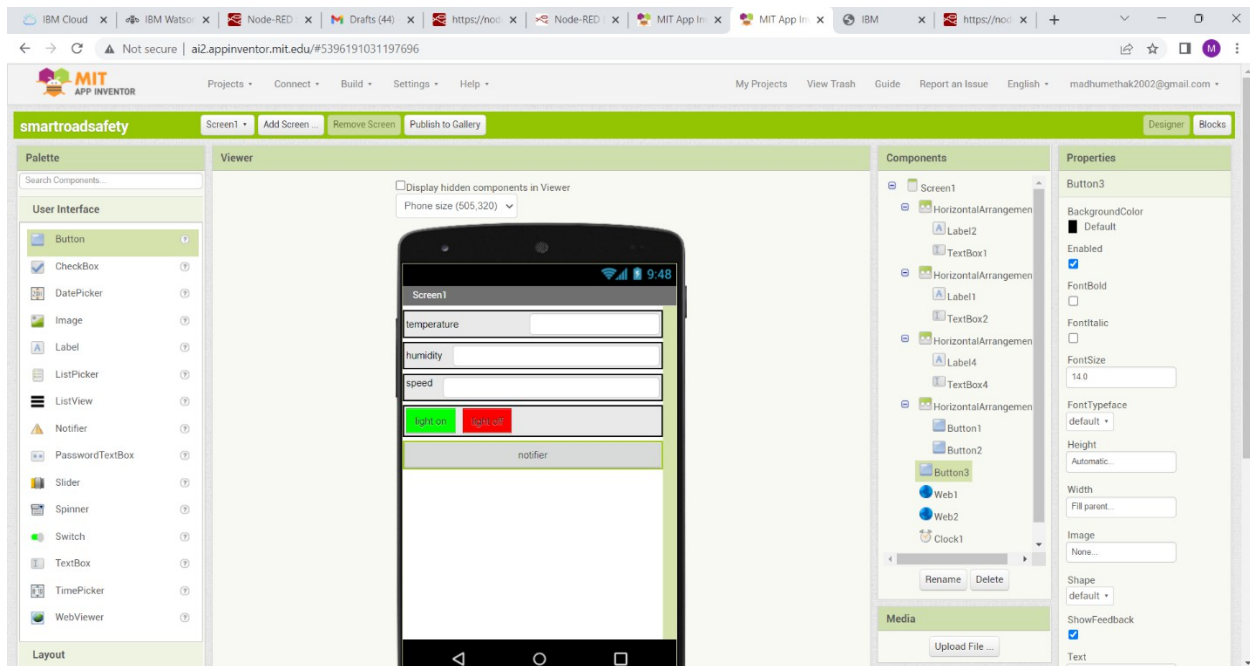 IBM Cloud
IBM Watson
Node-RED
Drafts (44)
https://nod
Node-RED
MIT App In
MIT App In
IBM
https://nod
Not secure | ai2.appinventor.mit.edu/#5396191031197696
M
MIT
APP INVENTOR
Projects
Connect
Build
Settings
Help
My Projects
View Trash
Guide
Report an Issue
English
madhumethak2002@gmail.com
smartroadsafety
Screen1
Add Screen ...
Remove Screen
Publish to Gallery
Designer
Blocks
Palette
Search Components...
User Interface
Button
CheckBox
DatePicker
Image
Label
ListPicker
ListView
Notifier
PasswordTextBox
Slider
Spinner
Switch
TextBox
TimePicker
WebViewer
Layout
Viewer
Display hidden components in Viewer
Phone size (505,320)
9:48
Screen1
temperature
humidity
speed
light on
light off
notifier
Components
Screen1
HorizontalArrangemen
Label2
TextBox1
HorizontalArrangemen
Label1
TextBox2
HorizontalArrangemen
Label4
TextBox4
HorizontalArrangemen
Button1
Button2
Button3
Web1
Web2
Clock1
Rename
Delete
Media
Upload File ...
Properties
Button3
BackgroundColor
Default
Enabled
FontBold
FontItalic
FontSize
14.0
FontTypeface
default
Height
Automatic...
Width
Fill parent...
Image
None...
Shape
default
ShowFeedback
Text